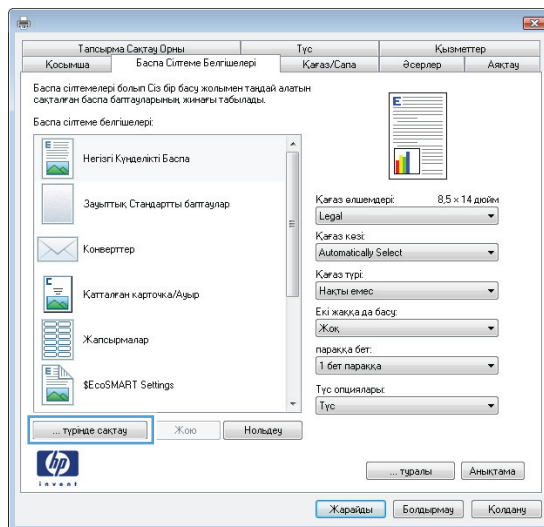 Тапсырма Сақтау Орны Түс Қызметтер
Қосымша Баспа Сілтеме Белгішелері Қағаз/Сапа Әсерлер Аяқтау
Баспа сілтемелері болып Сіз бір басу жолымен таңдай алатын
сақталған баспа баптауларының жинағы табылады.
Баспа сілтеме белгішелері:
Негізгі Күнделікті Баспа
Зауыттық Стандартты баптаулар
Конверттер
Қатталған карточка/Ауыр
Жапсырмалар
$EcoSMART Settings
... түрінде сақтау Жою Нольдеу
E
Қағаз өлшемдері: 8,5 × 14 дюйм
Legal
Қағаз көзі:
Automatically Select
Қағаз түрі:
Нақты емес
Екі жаққа да басу:
Жоқ
параққа бет:
1 бет параққа
Түс опциялары:
Түс
hp
invent
... туралы Анықтама
Жарайды Болдырмау Қолдану